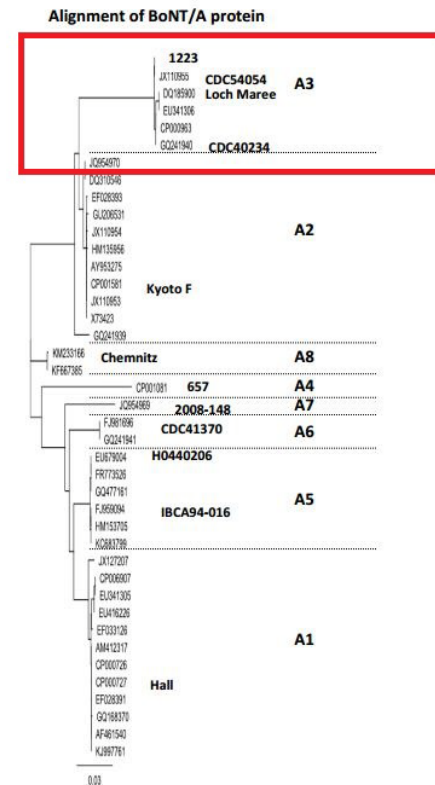 Alignment of BoNT/A protein
1223
JX110955 CDC54054 A3
DQ185900 Loch Maree
EU341306
CP000963
GQ241940 CDC40234
JQ954970
DQ310546
EF028393
GU206531
JX110954 A2
HM135956
AY953275
CP001581 Kyoto F
JX110953
X73423
GQ241939
KM233166 Chemnitz A8
KF667385
CP001081 657 A4
JQ954969 2008-148 A7
FJ981696 CDC41370 A6
GQ241941
EU679004 H0440206
FR773526
GQ477161 A5
FJ959094 IBCA94-016
HM153705
KC683799
JX127207
CP006907
EU341305
EU416226
EF033126 A1
AM412317
CP000726
CP000727 Hall
EF028391
GQ168370
AF461540
KJ997761
0.03